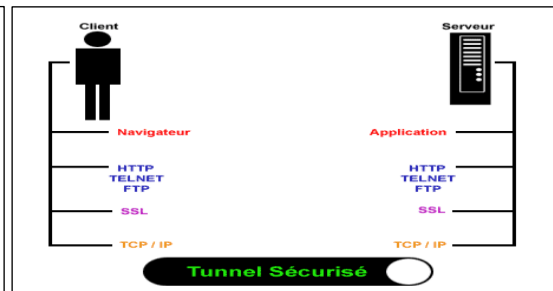 Client
Serveur
Navigateur
Application
HTTP
TELNET
FTP
HTTP
TELNET
FTP
SSL
SSL
TCP / IP
TCP / IP
Tunnel Sécurisé